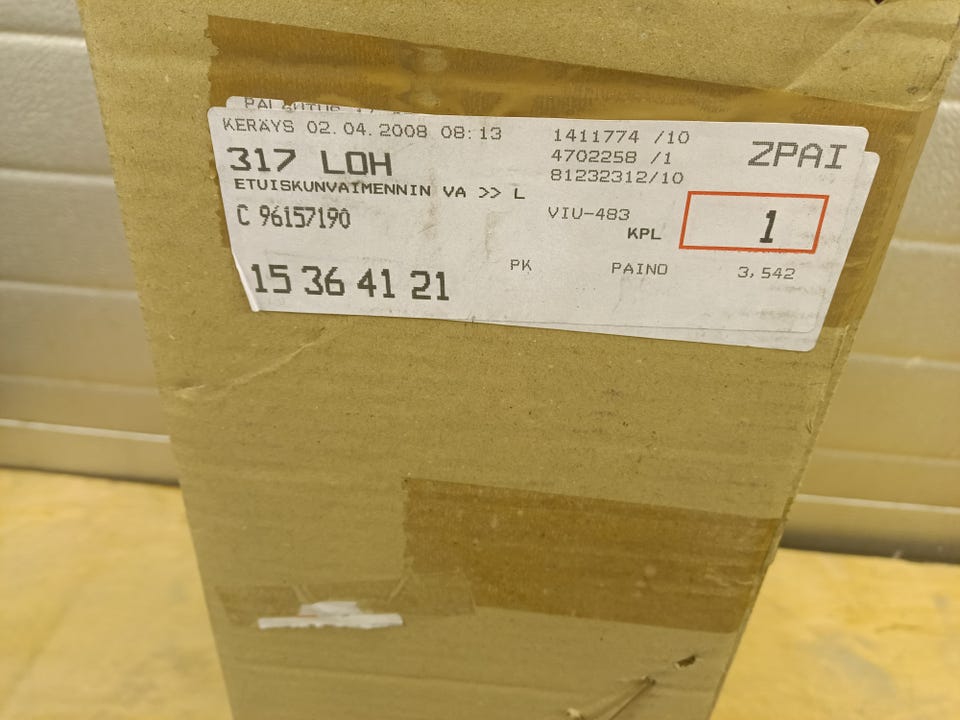 KERÄYS 02.04.2008 08:13
1411774 /10
4702258 /1
81232312/10
ZPAI
317 LOH
ETUISKUNVAIMENNIN VA >> L
C 96157190
VIU-483
KPL
1
15 36 41 21
PK
PAINO
3,542